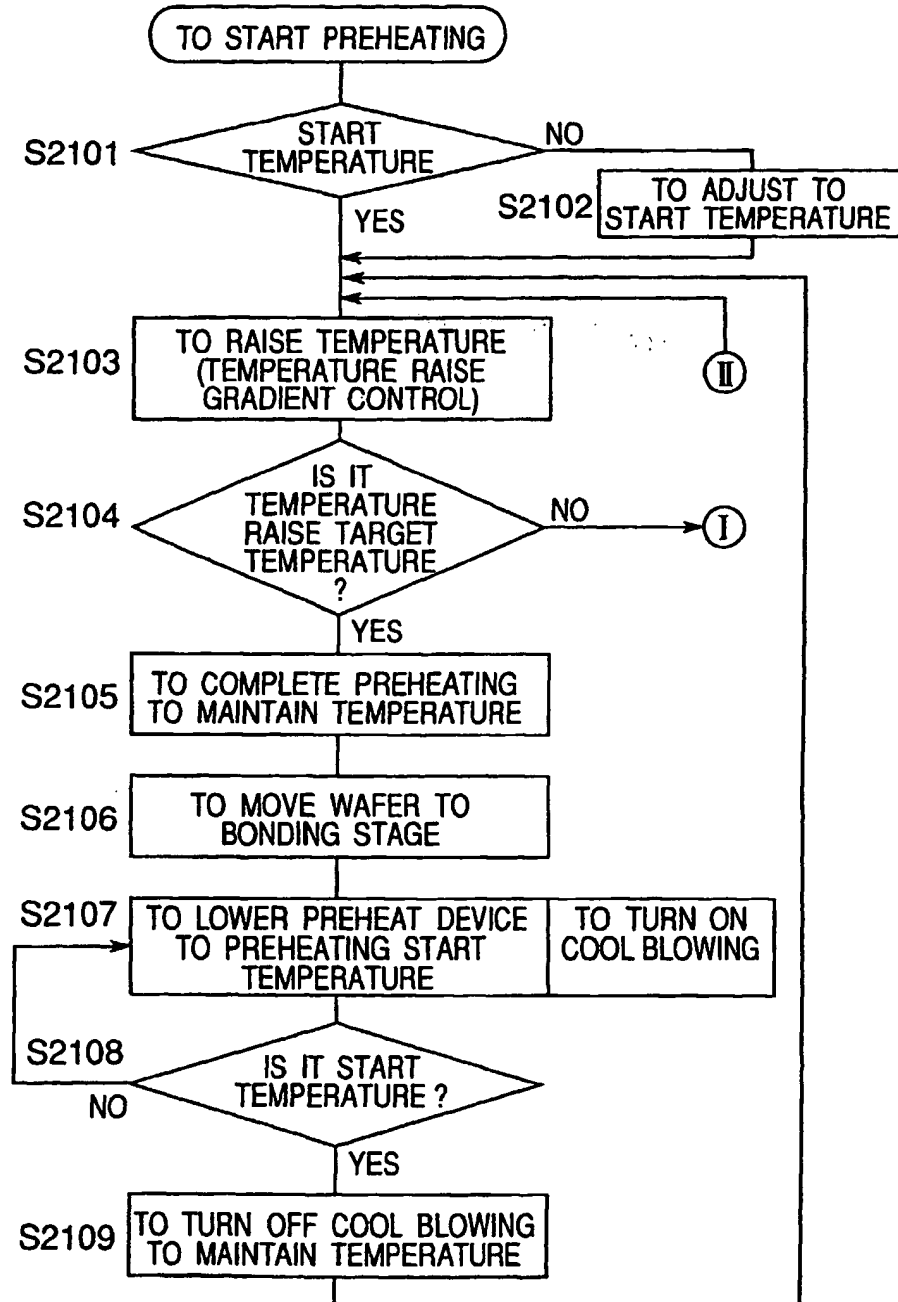 TO START PREHEATING
S2101
START
TEMPERATURE
NO
YES
S2102
TO ADJUST TO
START TEMPERATURE
S2103
TO RAISE TEMPERATURE
(TEMPERATURE RAISE
GRADIENT CONTROL)
II
S2104
IS IT
TEMPERATURE
RAISE TARGET
TEMPERATURE
?
NO
I
YES
S2105
TO COMPLETE PREHEATING
TO MAINTAIN TEMPERATURE
S2106
TO MOVE WAFER TO
BONDING STAGE
S2107
TO LOWER PREHEAT DEVICE
TO PREHEATING START
TEMPERATURE
TO TURN ON
COOL BLOWING
S2108
IS IT START
TEMPERATURE ?
NO
YES
S2109
TO TURN OFF COOL BLOWING
TO MAINTAIN TEMPERATURE